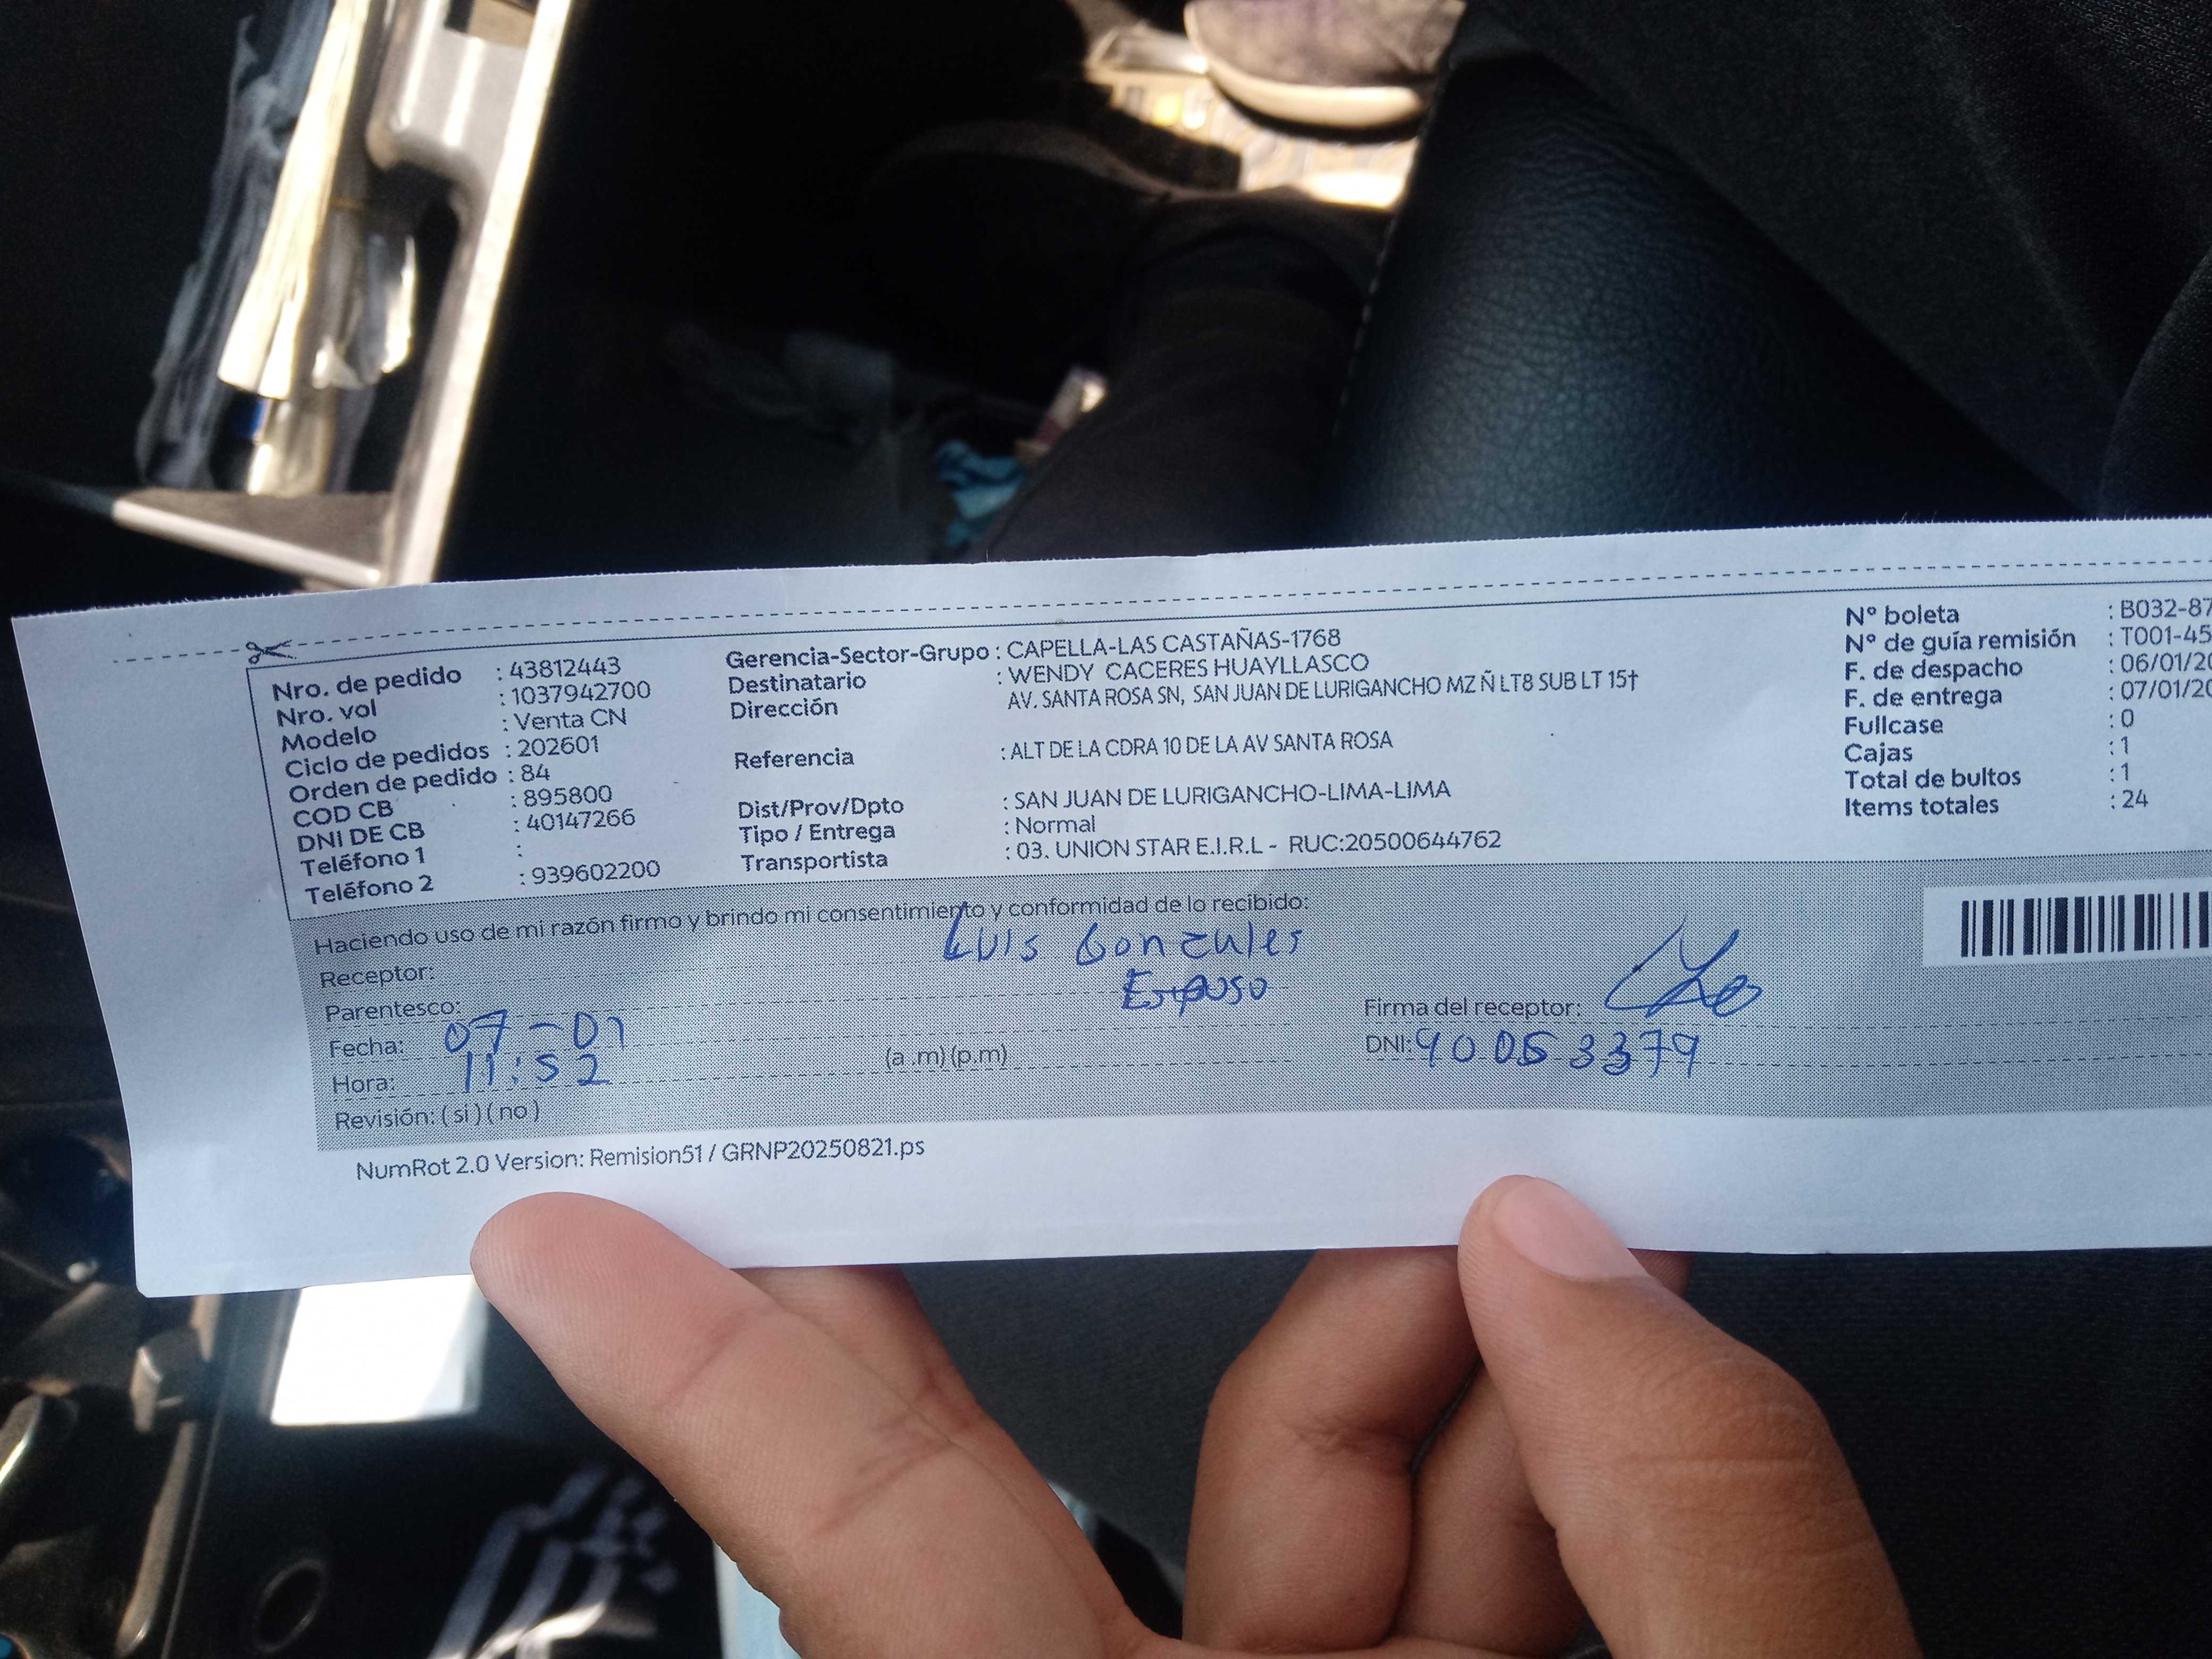 Nro. de pedido : 43812443
Nro. vol : 1037942700
Modelo : Venta CN
Ciclo de pedidos : 202601
Orden de pedido : 84
COD CB : 895800
DNI DE CB : 40147266
Teléfono 1 :
Teléfono 2 : 939602200
Gerencia-Sector-Grupo : CAPELLA-LAS CASTAÑAS-1768
Destinatario : WENDY CACERES HUAYLLASCO
Dirección AV. SANTA ROSA SN, SAN JUAN DE LURIGANCHO MZ Ñ LT8 SUB LT 15†
Referencia : ALT DE LA CDRA 10 DE LA AV SANTA ROSA
Dist/Prov/Dpto : SAN JUAN DE LURIGANCHO-LIMA-LIMA
Tipo / Entrega : Normal
Transportista : 03. UNION STAR E.I.R.L - RUC:20500644762
Nº boleta : B032-87
Nº de guía remisión : T001-45
F. de despacho : 06/01/20
F. de entrega : 07/01/20
Fullcase : 0
Cajas : 1
Total de bultos : 1
Items totales : 24
Haciendo uso de mi razón firmo y brindo mi consentimiento y conformidad de lo recibido:
Receptor: Luis Gonzules
Parentesco: Esposo
Fecha: 07-01
Hora: 11:52 (a .m) (p.m)
Revisión: ( si ) ( no )
Firma del receptor:
DNI: 40053379
NumRot 2.0 Version: Remision51 / GRNP20250821.ps